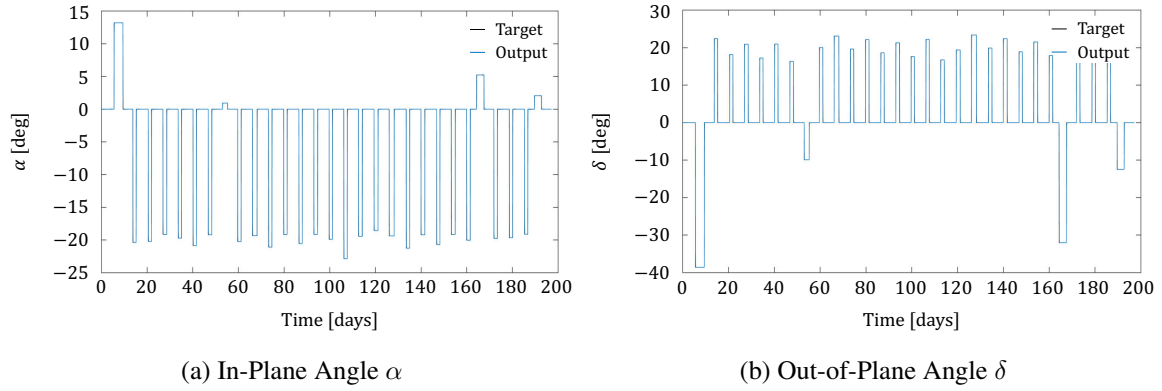 15
10
5
0
−5
−10
−15
−20
−25
α [deg]
Target
Output
0 20 40 60 80 100 120 140 160 180 200
Time [days]
(a) In-Plane Angle α
30
20
10
0
−10
−20
−30
−40
δ [deg]
Target
Output
0 20 40 60 80 100 120 140 160 180 200
Time [days]
(b) Out-of-Plane Angle δ